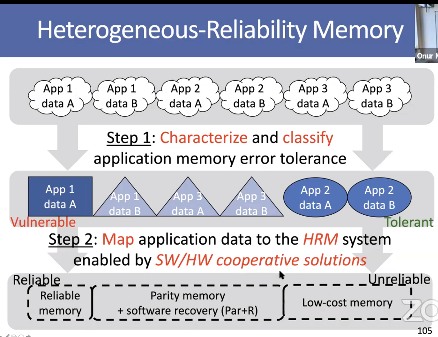 Heterogeneous-Reliability Memory
Onur
App 1 App 1 App 2 App 2 App 3 App 3
data A data B data A data B data A data B
Step 1: Characterize and classify
application memory error tolerance
App 1 App 1 App 3 App 3 App 2 App 2
data A data B data A data B data A data B
Vulnerable Tolerant
Step 2: Map application data to the HRM system
enabled by SW/HW cooperative solutions
Reliable Unreliable
Reliable Parity memory Low-cost memory
memory + software recovery (Par+R)
105